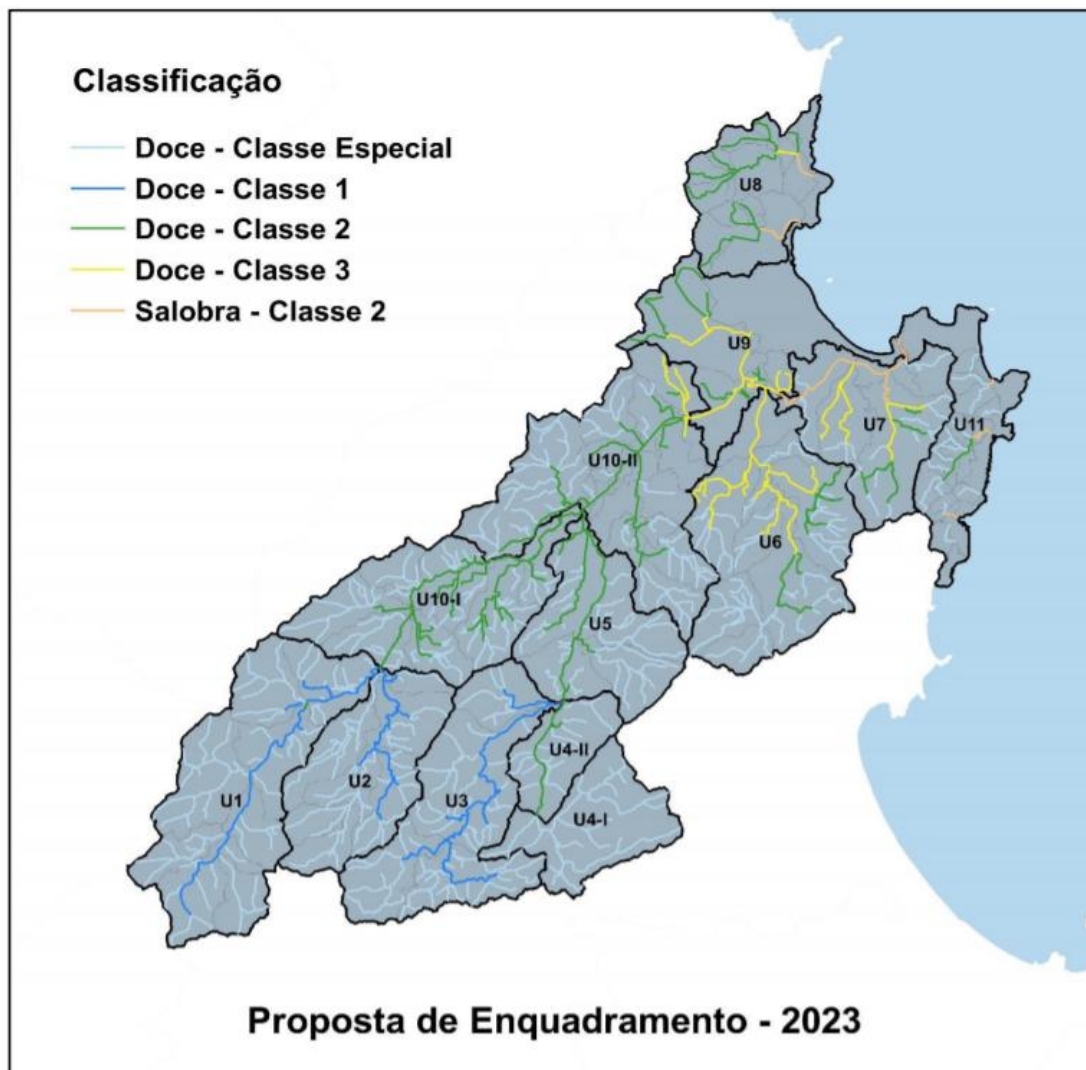 Classificação
Doce - Classe Especial
Doce - Classe 1
Doce - Classe 2
Doce - Classe 3
Salobra - Classe 2
U8
U9
U7
U11
U10-II
U6
U10-I
U5
U4-II
U2
U1
U3
U4-I
Proposta de Enquadramento - 2023